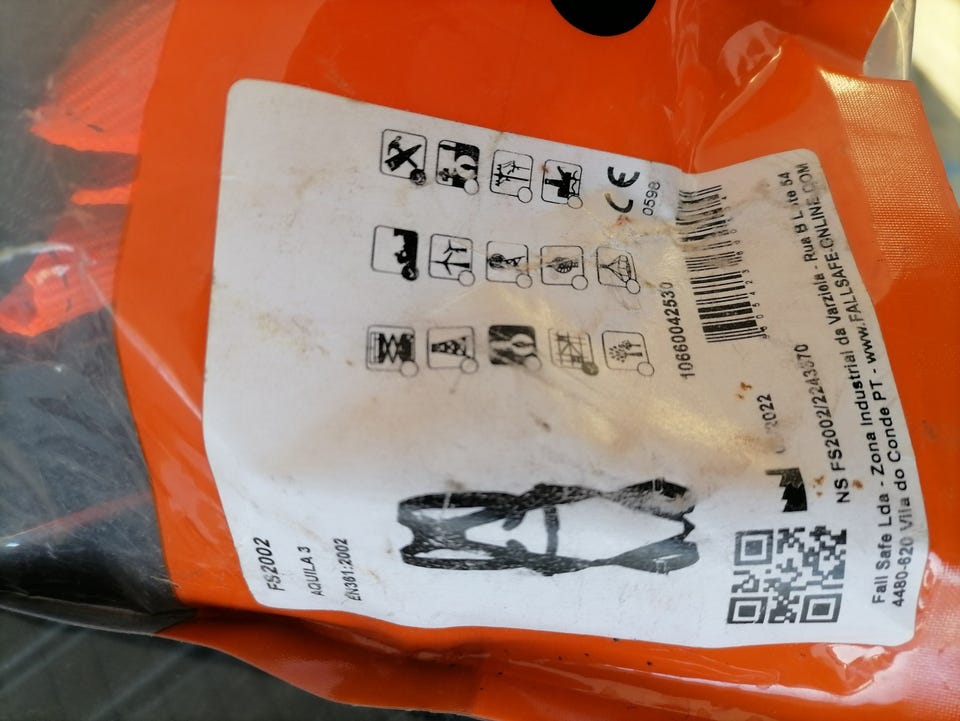 FS2002
AQUILA 3
EN361:2002
CE
0598
10660042530
2022
NS FS2002/2243570
Fall Safe Lda - Zona Industrial da Varziela - Rua B L 54
4480-620 Vila do Conde PT - www.FALLSAFE-ONLINE.COM